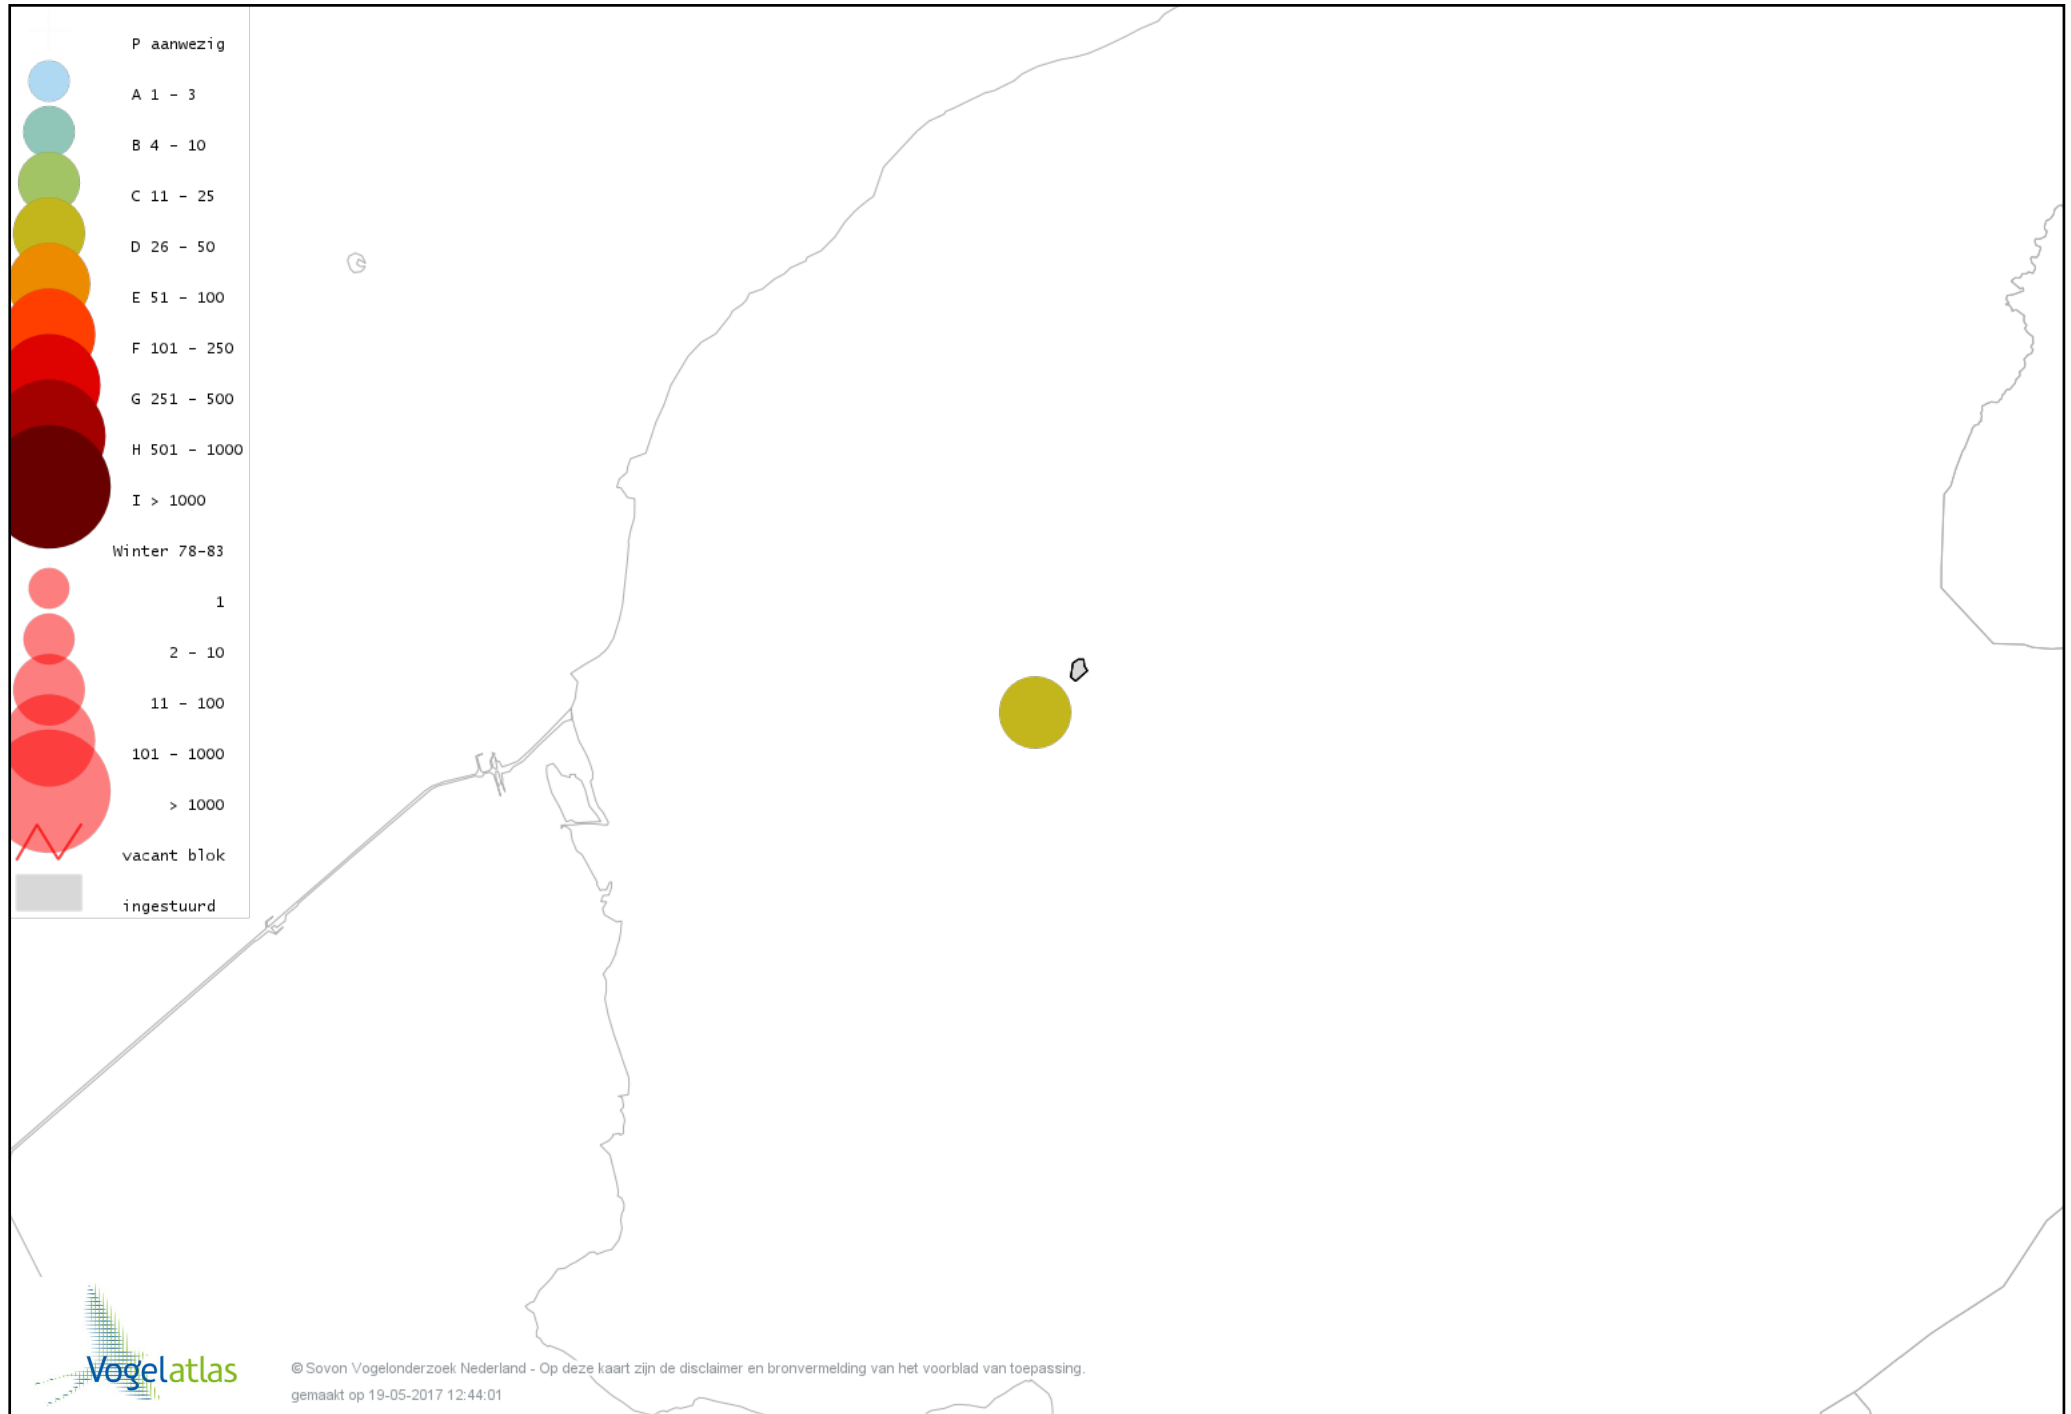 P aanwezig
A 1 - 3
B 4 - 10
C 11 - 25
D 26 - 50
E 51 - 100
F 101 - 250
G 251 - 500
H 501 - 1000
I > 1000
Winter 78-83
1
2 - 10
11 - 100
101 - 1000
> 1000
vacant blok
ingestuurd
Vogelatlas
© Sovon Vogelonderzoek Nederland - Op deze kaart zijn de disclaimer en bronvermelding van het voorblad van toepassing.
gemaakt op 19-05-2017 12:44:01